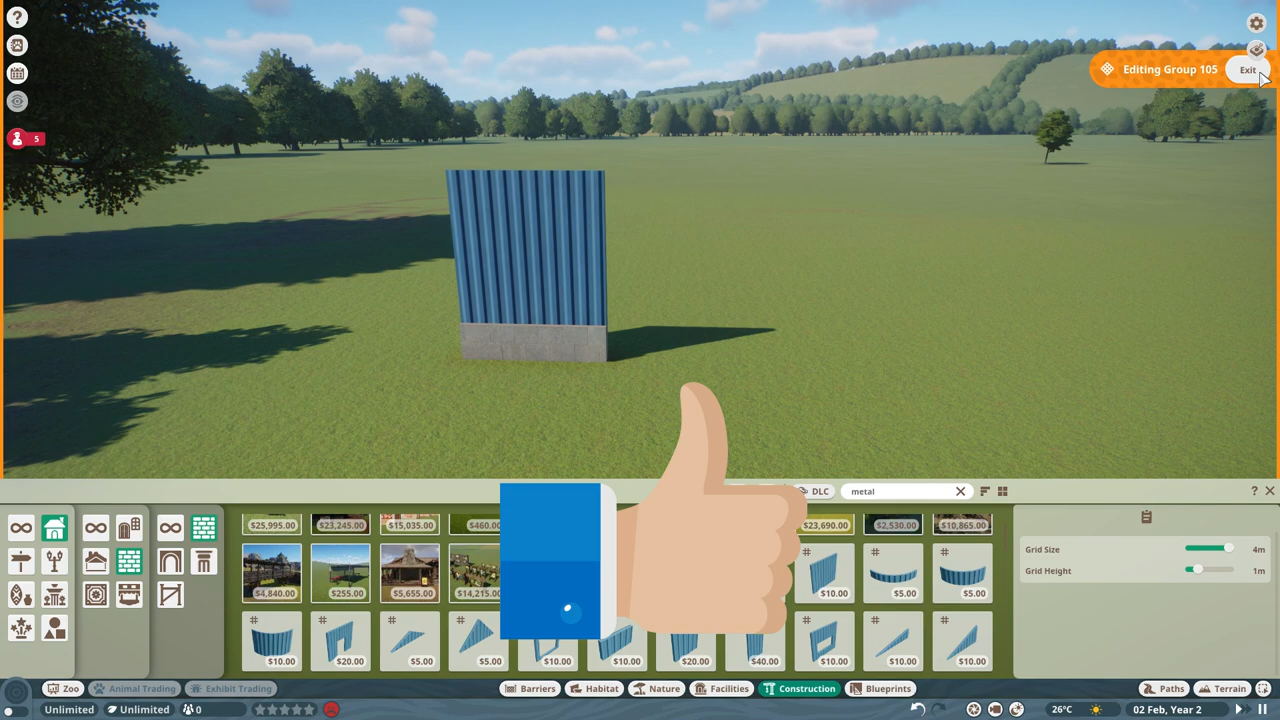 ?
Editing Group 105
Exit
5
DLC
metal
?
$25,995.00
$23,245.00
$15,035.00
$460.00
$23,690.00
$2,530.00
$10,865.00
$4,840.00
$255.00
$5,655.00
$14,215.00
$10.00
$5.00
$5.00
$10.00
$20.00
$5.00
$5.00
$10.00
$10.00
$20.00
$40.00
$10.00
$10.00
$10.00
Grid Size
4m
Grid Height
1m
Zoo
Animal Trading
Exhibit Trading
Barriers
Habitat
Nature
Facilities
Construction
Blueprints
Paths
Terrain
Unlimited
Unlimited
0
26°C
02 Feb, Year 2